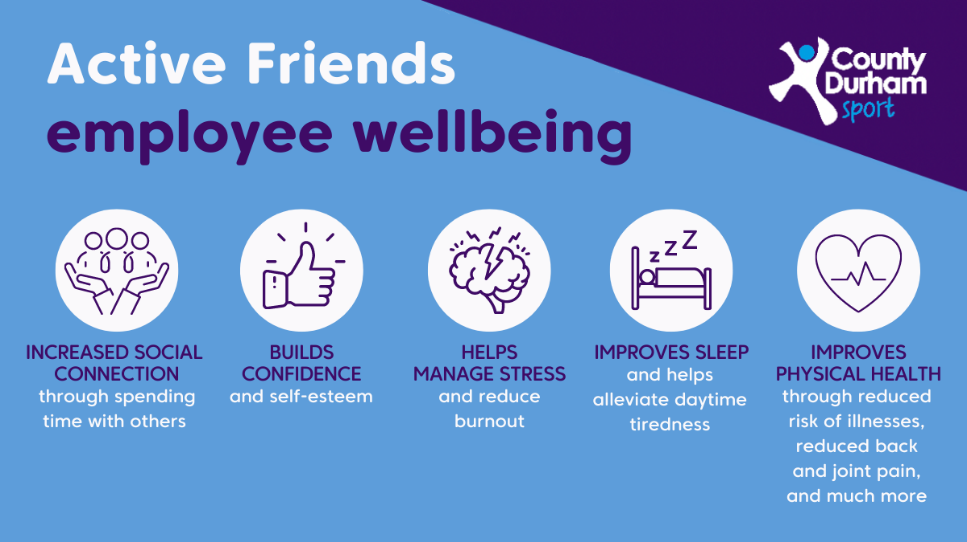 Active Friends
employee wellbeing
County
Durham
sport
INCREASED SOCIAL
CONNECTION
through spending
time with others
BUILDS
CONFIDENCE
and self-esteem
HELPS
MANAGE STRESS
and reduce
burnout
z z Z
IMPROVES SLEEP
and helps
alleviate daytime
tiredness
IMPROVES
PHYSICAL HEALTH
through reduced
risk of illnesses,
reduced back
and joint pain,
and much more